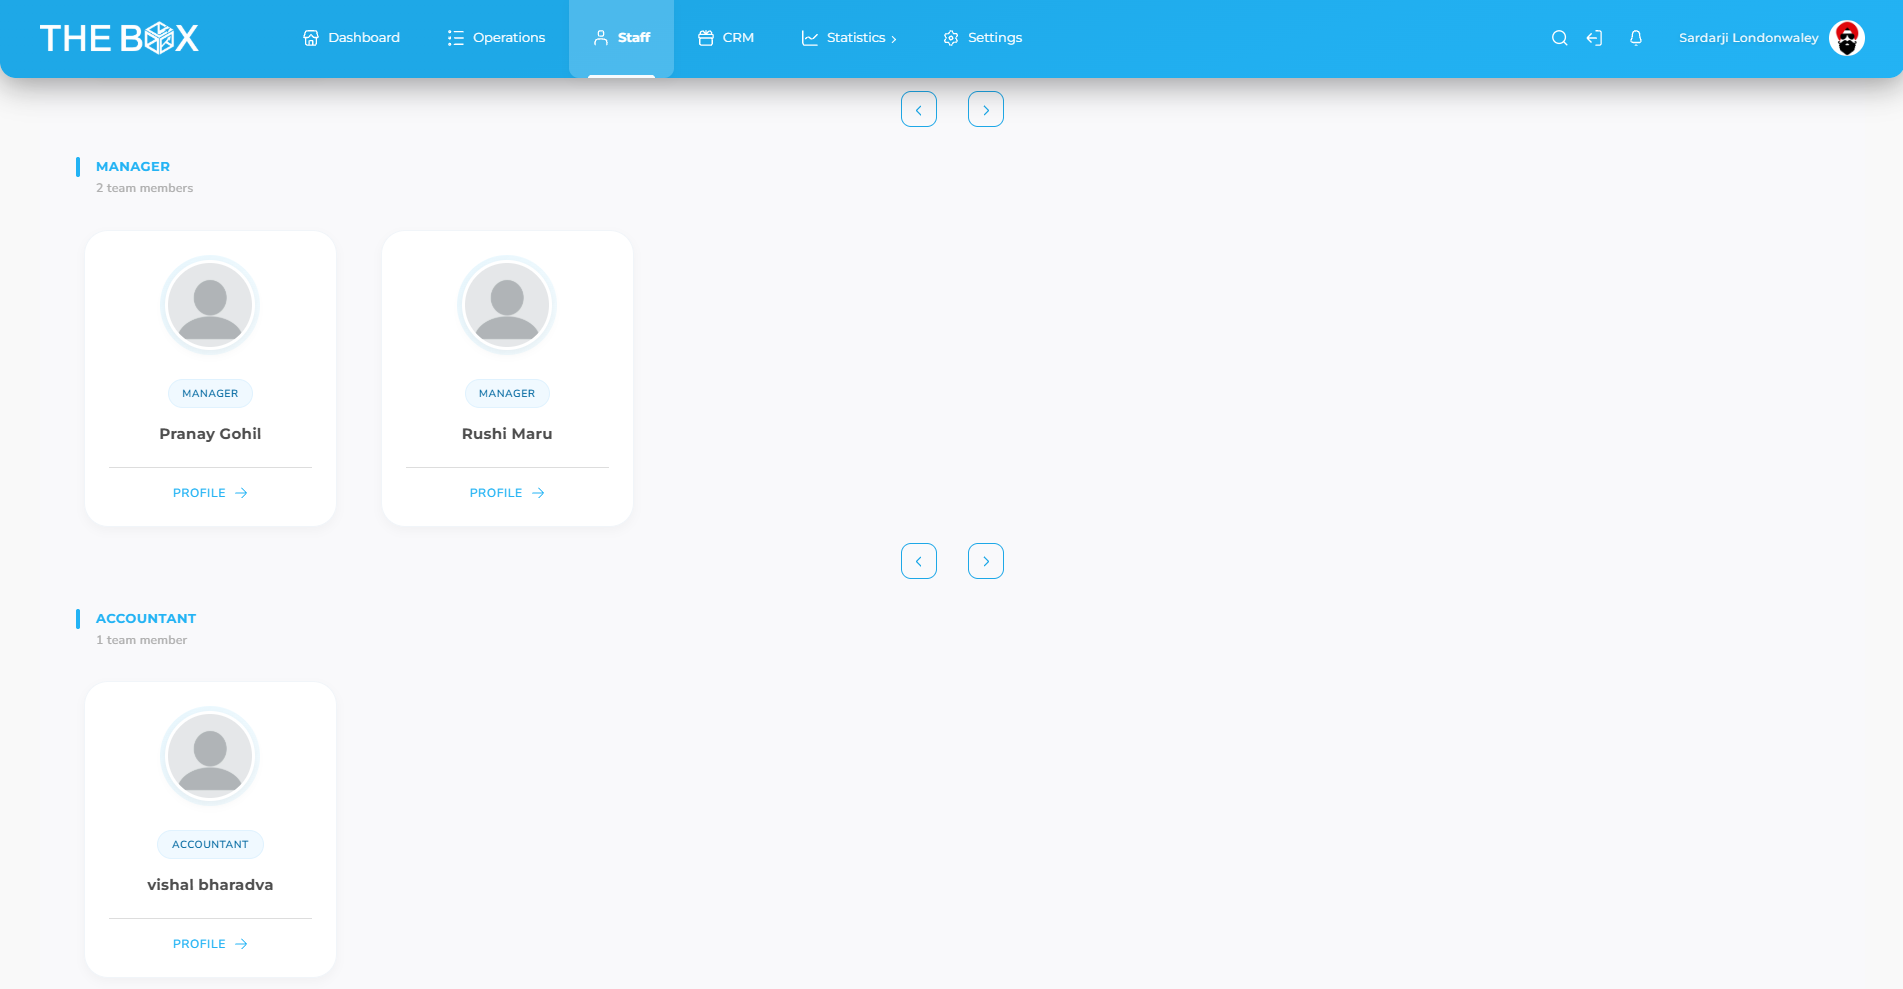 THE BOX
Dashboard
Operations
Staff
CRM
Statistics
Settings
Sardarji Londonwaley
MANAGER
2 team members
MANAGER
Pranay Gohil
PROFILE
MANAGER
Rushi Maru
PROFILE
ACCOUNTANT
1 team member
ACCOUNTANT
vishal bharadva
PROFILE